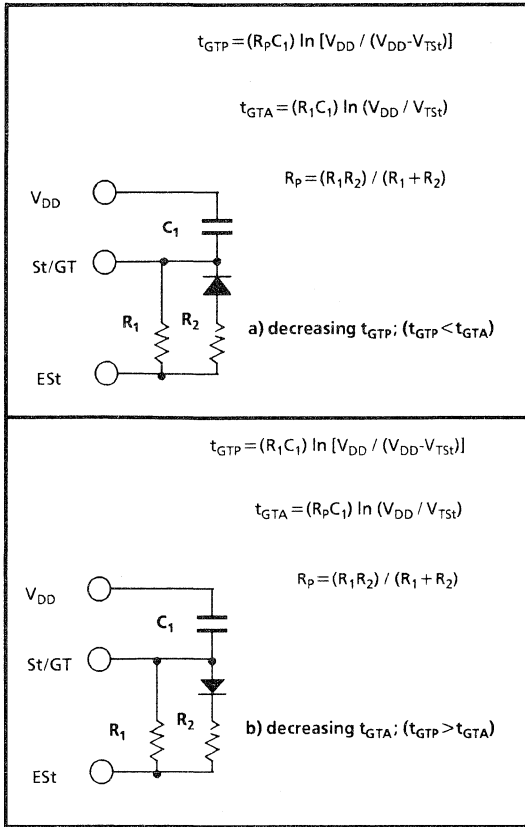 t_GTP = (R_P C_1) ln [V_DD / (V_DD-V_TSt)]
t_GTA = (R_1 C_1) ln (V_DD / V_TSt)
R_P = (R_1 R_2) / (R_1 + R_2)
V_DD
C_1
St/GT
R_1
R_2
a) decreasing t_GTP; (t_GTP < t_GTA)
ESt
t_GTP = (R_1 C_1) ln [V_DD / (V_DD-V_TSt)]
t_GTA = (R_P C_1) ln (V_DD / V_TSt)
R_P = (R_1 R_2) / (R_1 + R_2)
V_DD
C_1
St/GT
R_1
R_2
b) decreasing t_GTA; (t_GTP > t_GTA)
ESt